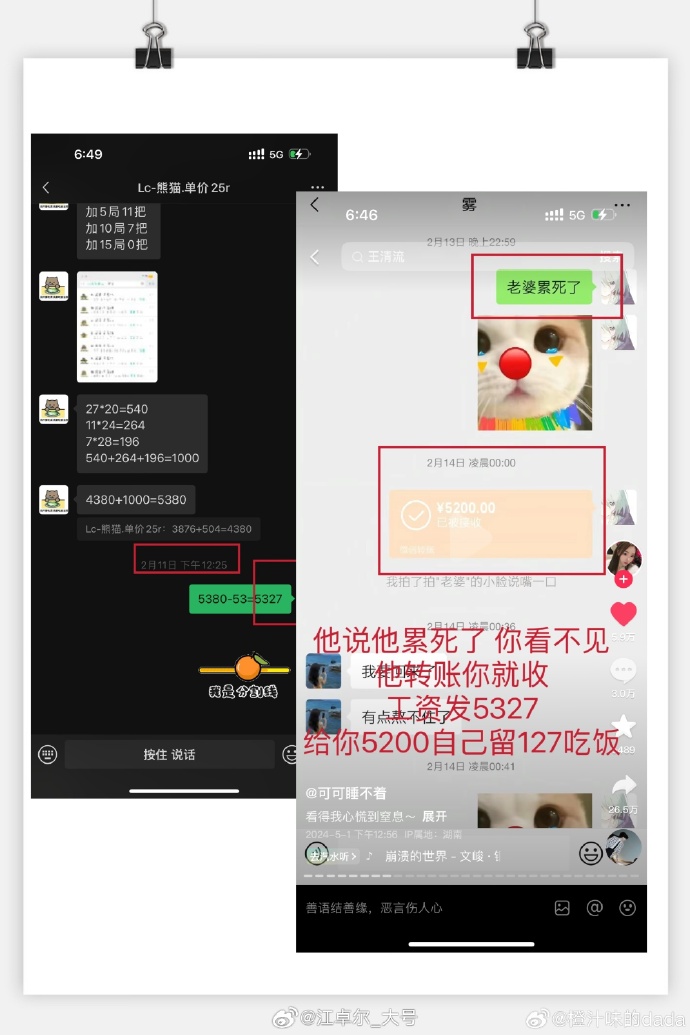 6:49
5G
Lc-熊猫.单价25r
加5局11把
加10局7把
加15局0把
27*20=540
11*24=264
7*28=196
540+264+196=1000
4380+1000=5380
Lc-熊猫.单价25r：3876+504=4380
2月11日 下午12:25
5380-53=5327
我是分割线
按住 说话
雾
6:46
5G
2月13日 晚上22:59
王清流
老婆累死了
2月14日 凌晨00:00
¥5200.00
已被接收
我拍了拍"老婆"的小脸说嘴一口
2月14日 凌晨00:36
他说他累死了 你看不见
他转账你就收
工资发5327
给你5200自己留127吃饭
有点熬不住了
3.0万
489
2月14日 凌晨00:41
26.5万
@可可睡不着
看得我心慌到窒息～ 展开
2024-5-1 下午12:56 IP属地：湖南
去汽水听>
崩溃的世界 - 文峻 ·
善语结善缘，恶言伤人心
@江卓尔_大号
@橙汁味的dada